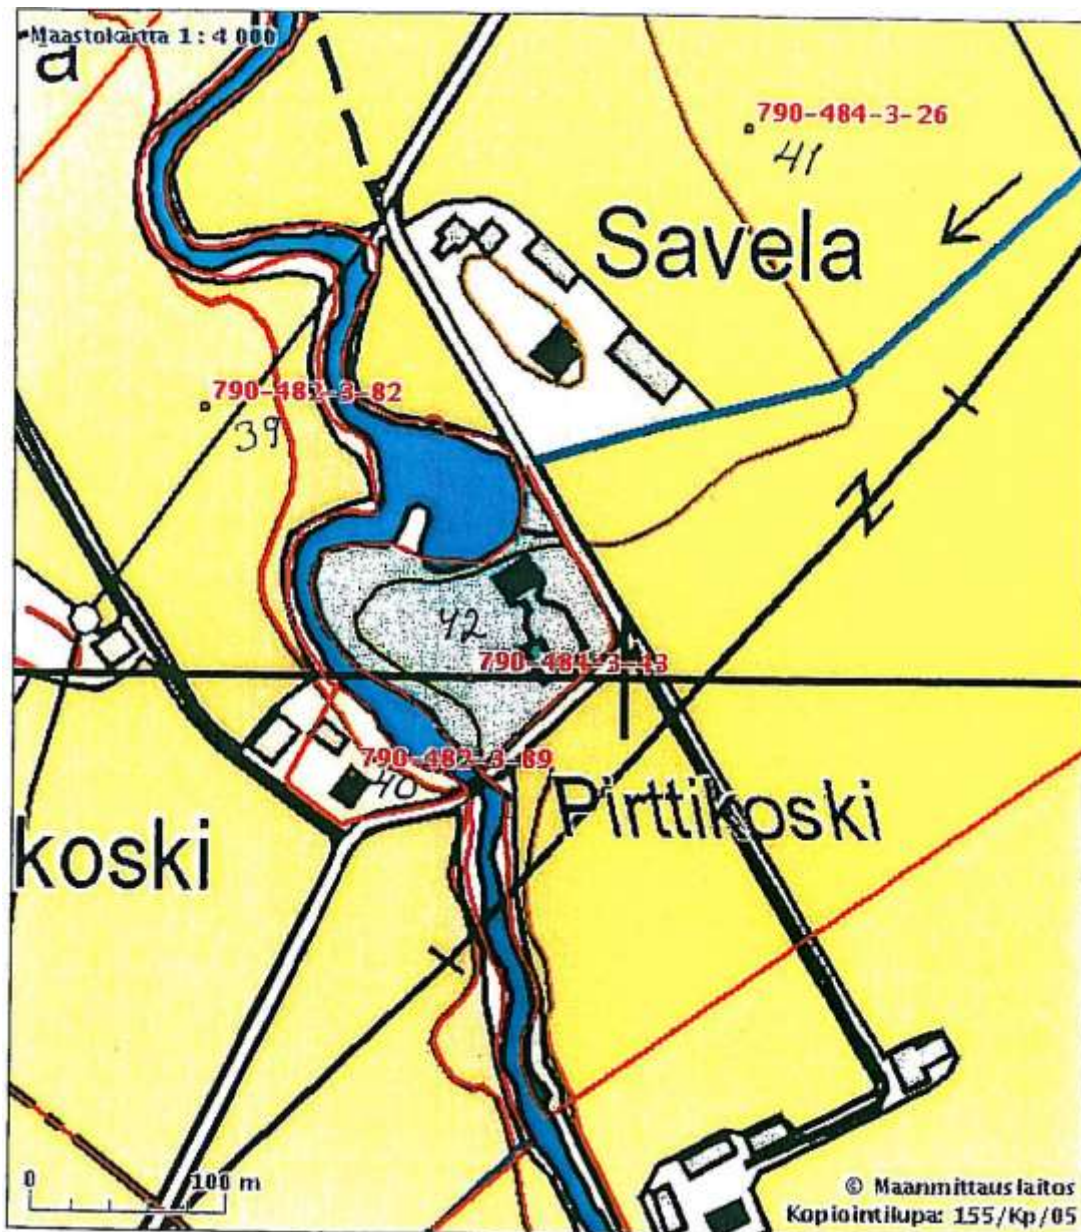 Maastokartta 1:4 000
a
790-484-3-26
41
Savela
790-482-3-82
39
42
790-484-3-43
790-482-3-89
40
Pirttikoski
koski
0 100 m
© Maanmittauslaitos
Kopiointilupa: 155/Kp/05